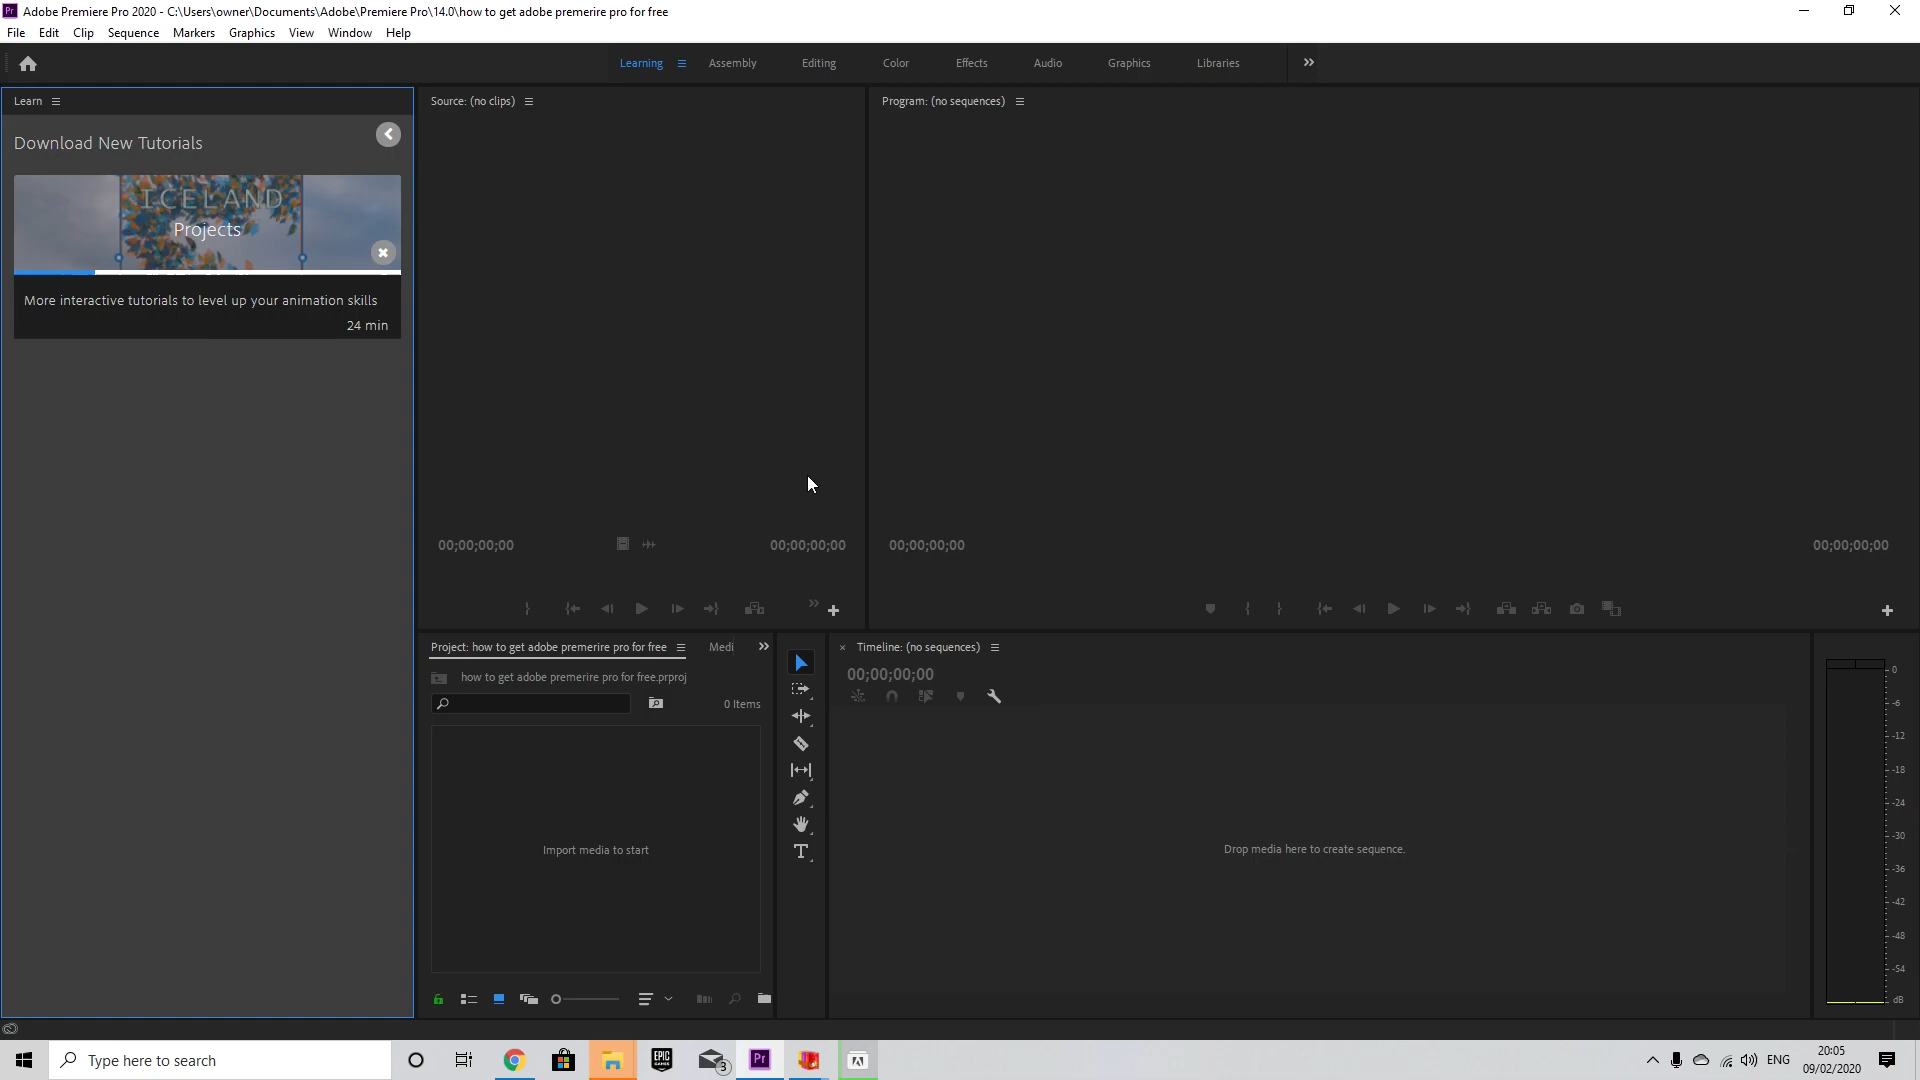 Pr Adobe Premiere Pro 2020 - C:\Users\owner\Documents\Adobe\Premiere Pro\14.0\how to get adobe premerire pro for free
File Edit Clip Sequence Markers Graphics View Window Help
Learning Assembly Editing Color Effects Audio Graphics Libraries
Learn
Source: (no clips)
Program: (no sequences)
Download New Tutorials
ICELAND
Projects
More interactive tutorials to level up your animation skills
24 min
00;00;00;00
00;00;00;00
00;00;00;00
00;00;00;00
Project: how to get adobe premerire pro for free
Medi
how to get adobe premerire pro for free.prproj
0 Items
Import media to start
Timeline: (no sequences)
00;00;00;00
Drop media here to create sequence.
0
-6
-12
-18
-24
-30
-36
-42
-48
-54
dB
Type here to search
EPIC
GAMES
3
Pr
ENG
20:05
09/02/2020